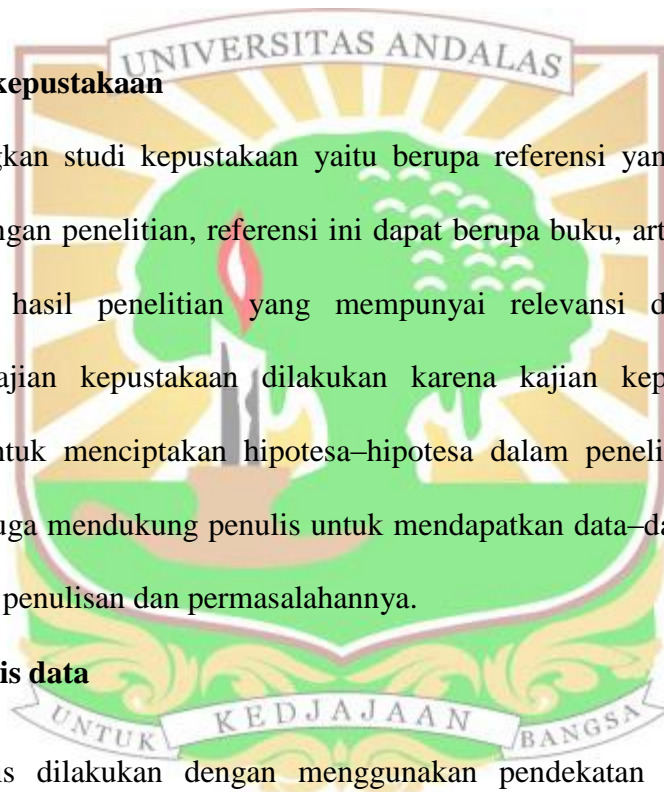 UNIVERSITAS ANDALAS
kepustakaan
gkan studi kepustakaan yaitu berupa referensi yan
ngan penelitian, referensi ini dapat berupa buku, art
hasil penelitian yang mempunyai relevansi d
ajian kepustakaan dilakukan karena kajian kep
ntuk menciptakan hipotesa–hipotesa dalam peneli
uga mendukung penulis untuk mendapatkan data–da
penulisan dan permasalahannya.
is data
UNTUK KEDJAJAAN BANGSA
is dilakukan dengan menggunakan pendekatan